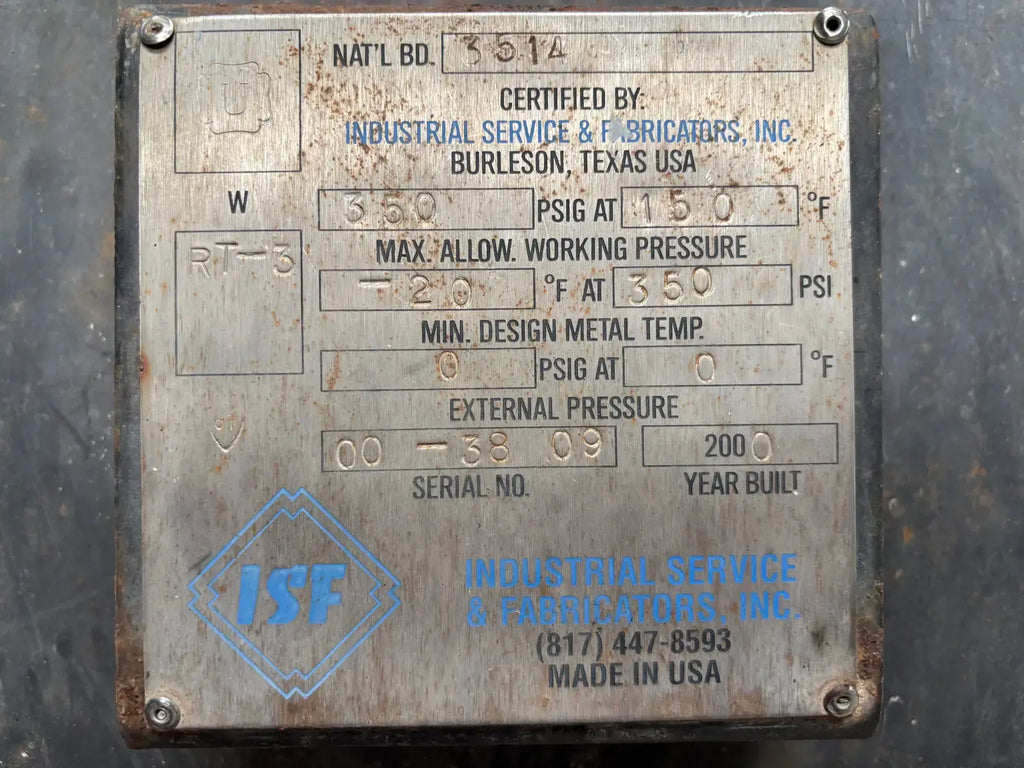 U
NAT'L BD. 3514
CERTIFIED BY:
INDUSTRIAL SERVICE & FABRICATORS, INC.
BURLESON, TEXAS USA
W
350 PSIG AT 150 °F
MAX. ALLOW. WORKING PRESSURE
RT-3
-20 °F AT 350 PSI
MIN. DESIGN METAL TEMP.
0 PSIG AT 0 °F
EXTERNAL PRESSURE
00-38 09
2000
SERIAL NO.
YEAR BUILT
ISF
INDUSTRIAL SERVICE
& FABRICATORS, INC.
(817) 447-8593
MADE IN USA